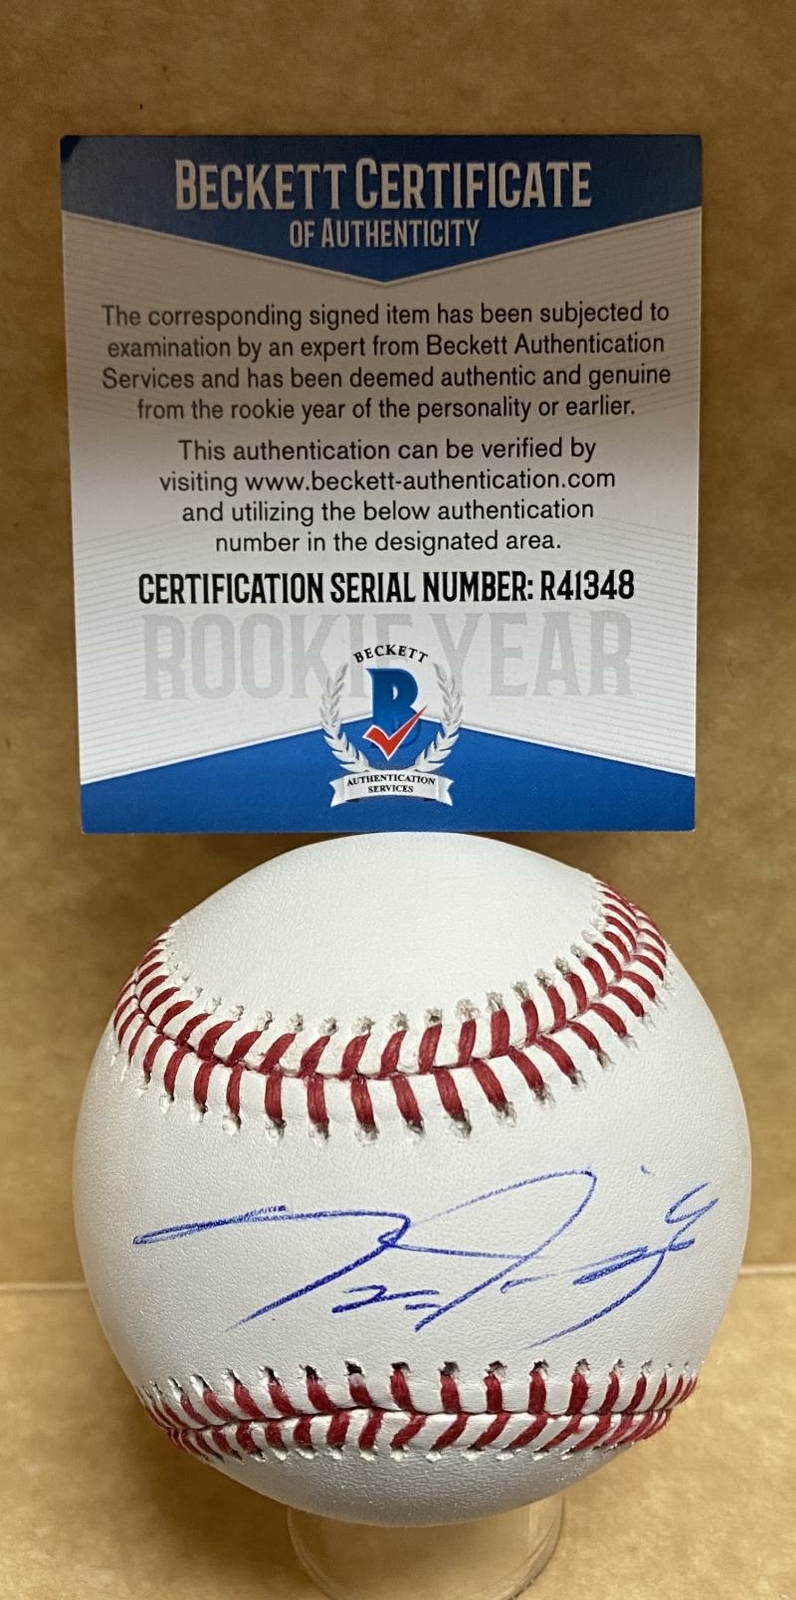 BECKETT CERTIFICATE
OF AUTHENTICITY
The corresponding signed item has been subjected to
examination by an expert from Beckett Authentication
Services and has been deemed authentic and genuine
from the rookie year of the personality or earlier.
This authentication can be verified by
visiting www.beckett-authentication.com
and utilizing the below authentication
number in the designated area.
CERTIFICATION SERIAL NUMBER: R41348
ROOKIE YEAR
BECKETT
B
AUTHENTICATION
SERVICES